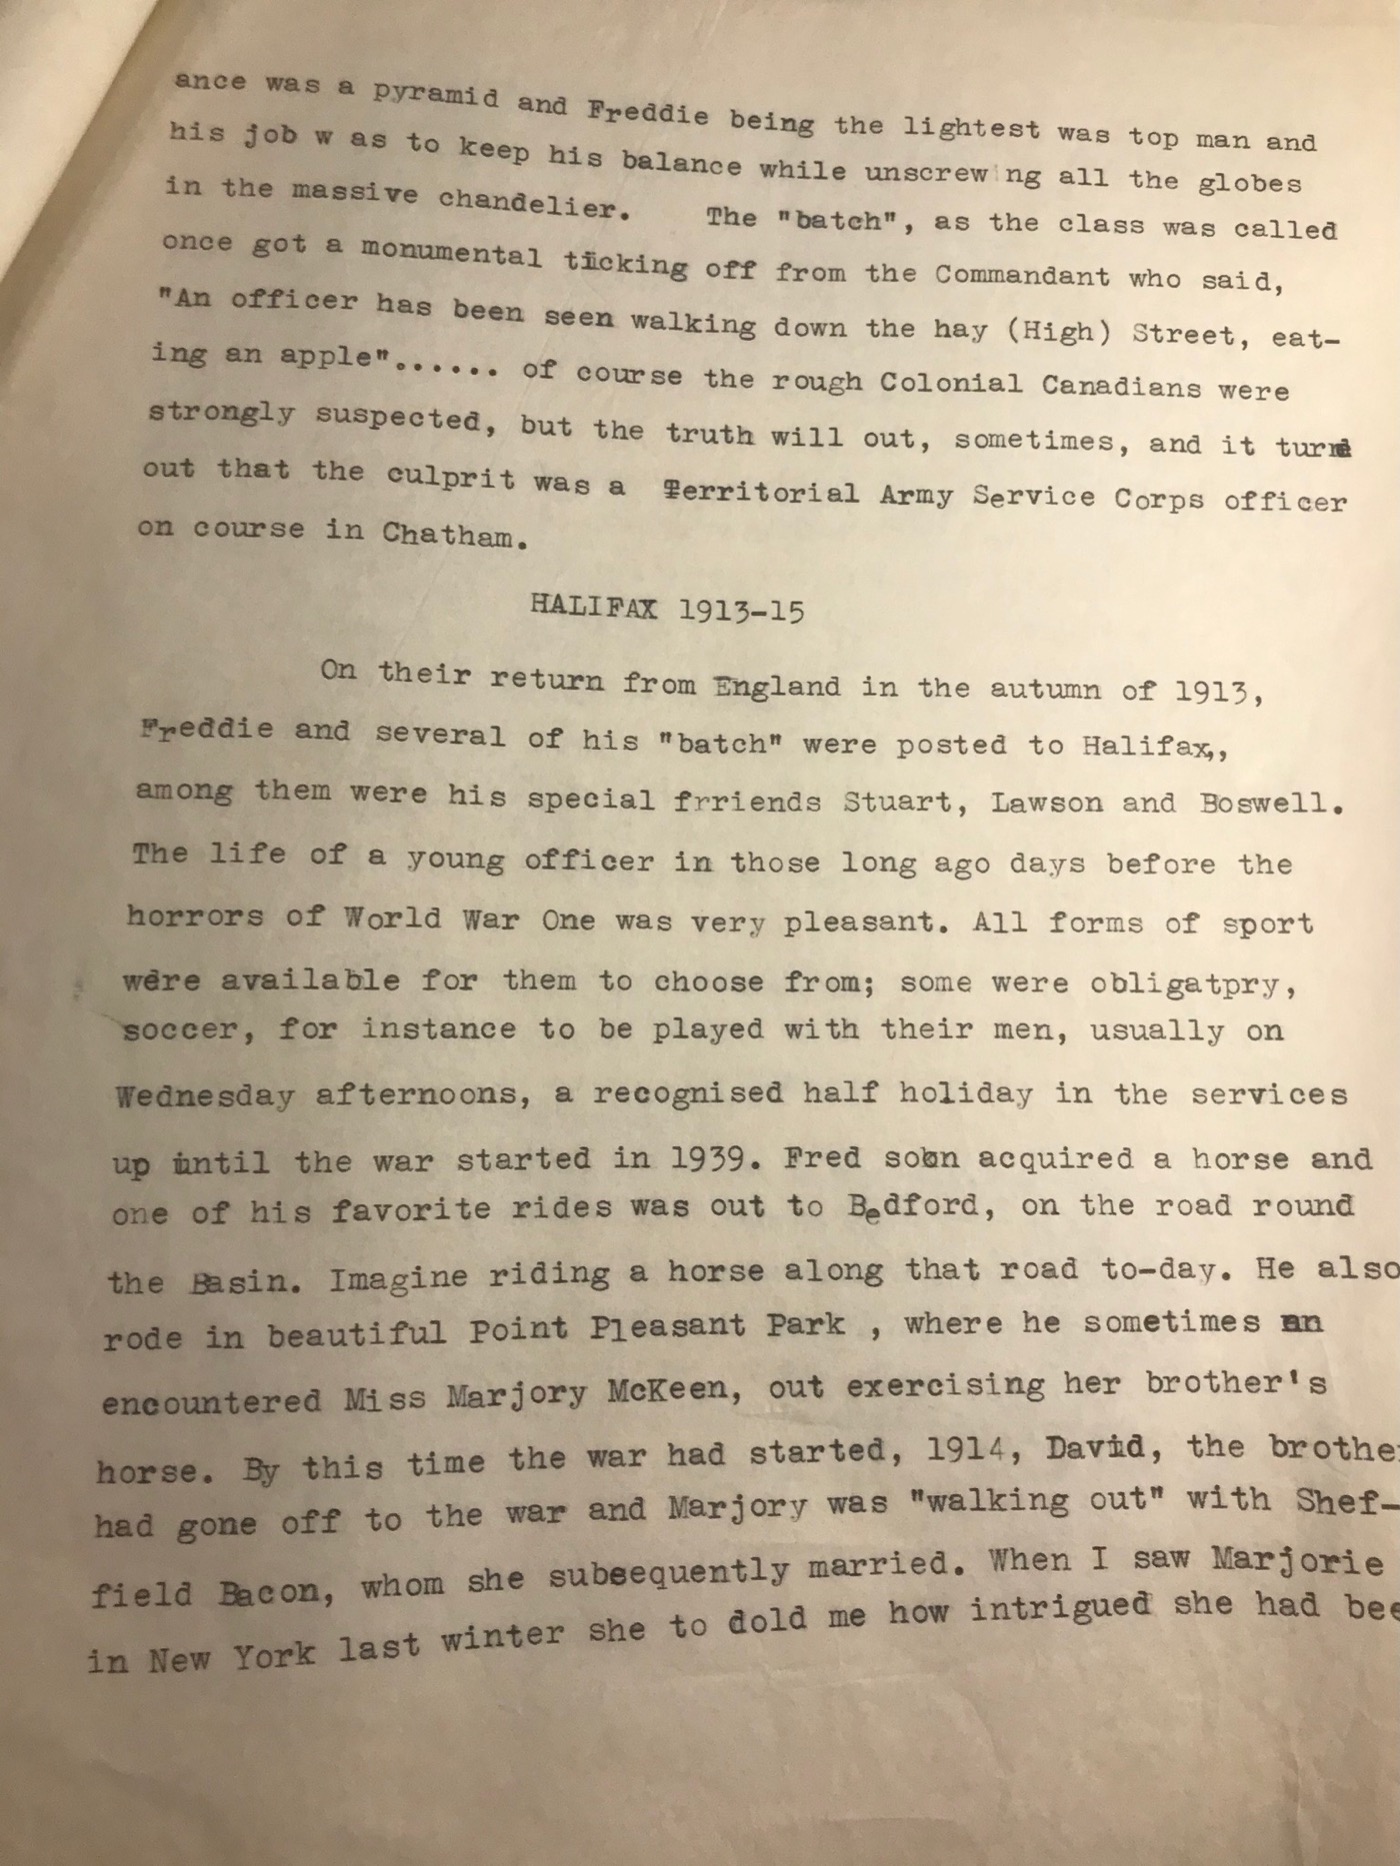 ance was a pyramid and Freddie being the lightest was top man and
his job w as to keep his balance while unscrew ng all the globes
in the massive chandelier. The "batch", as the class was called
once got a monumental ticking off from the Commandant who said,
"An officer has been seen walking down the hay (High) Street, eat-
ing an apple"...... of course the rough Colonial Canadians were
strongly suspected, but the truth will out, sometimes, and it turne
out that the culprit was a Territorial Army Service Corps officer
on course in Chatham.
HALIFAX 1913-15
On their return from England in the autumn of 1913,
Freddie and several of his "batch" were posted to Halifax,,
among them were his special frriends Stuart, Lawson and Boswell.
The life of a young officer in those long ago days before the
horrors of World War One was very pleasant. All forms of sport
were available for them to choose from; some were obligatpry,
soccer, for instance to be played with their men, usually on
Wednesday afternoons, a recognised half holiday in the services
up until the war started in 1939. Fred soon acquired a horse and
one of his favorite rides was out to Bedford, on the road round
the Basin. Imagine riding a horse along that road to-day. He also
rode in beautiful Point Pleasant Park , where he sometimes
encountered Miss Marjory McKeen, out exercising her brother's
horse. By this time the war had started, 1914, David, the brothe
had gone off to the war and Marjory was "walking out" with Shef-
field Bacon, whom she subsequently married. When I saw Marjorie
in New York last winter she to dold me how intrigued she had bee